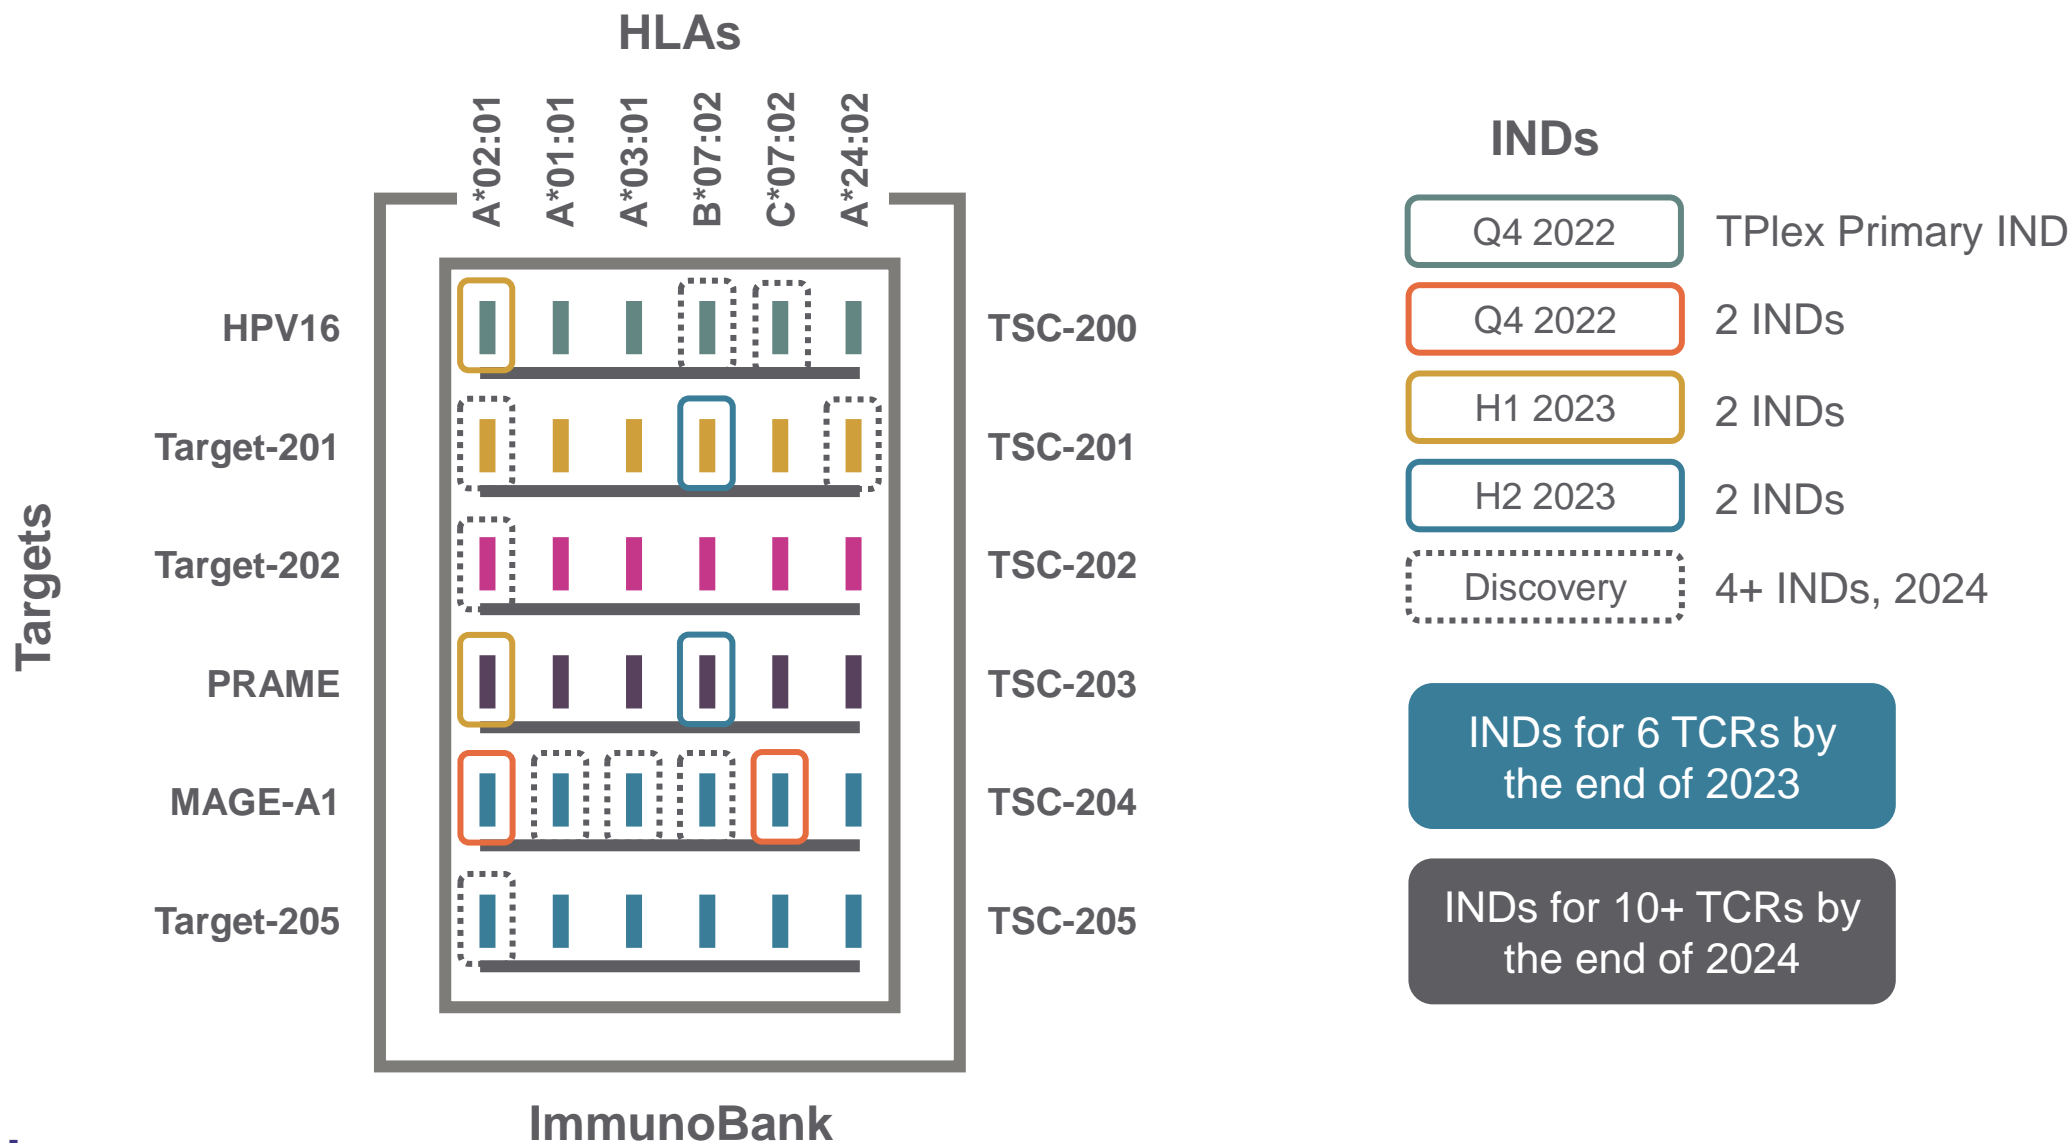 HLAs
A*02:01
A*01:01
A*03:01
B*07:02
C*07:02
A*24:02
Targets
HPV16
TSC-200
Target-201
TSC-201
Target-202
TSC-202
PRAME
TSC-203
MAGE-A1
TSC-204
Target-205
TSC-205
ImmunoBank
INDs
Q4 2022
TPlex Primary IND
Q4 2022
2 INDs
H1 2023
2 INDs
H2 2023
2 INDs
Discovery
4+ INDs, 2024
INDs for 6 TCRs by
the end of 2023
INDs for 10+ TCRs by
the end of 2024